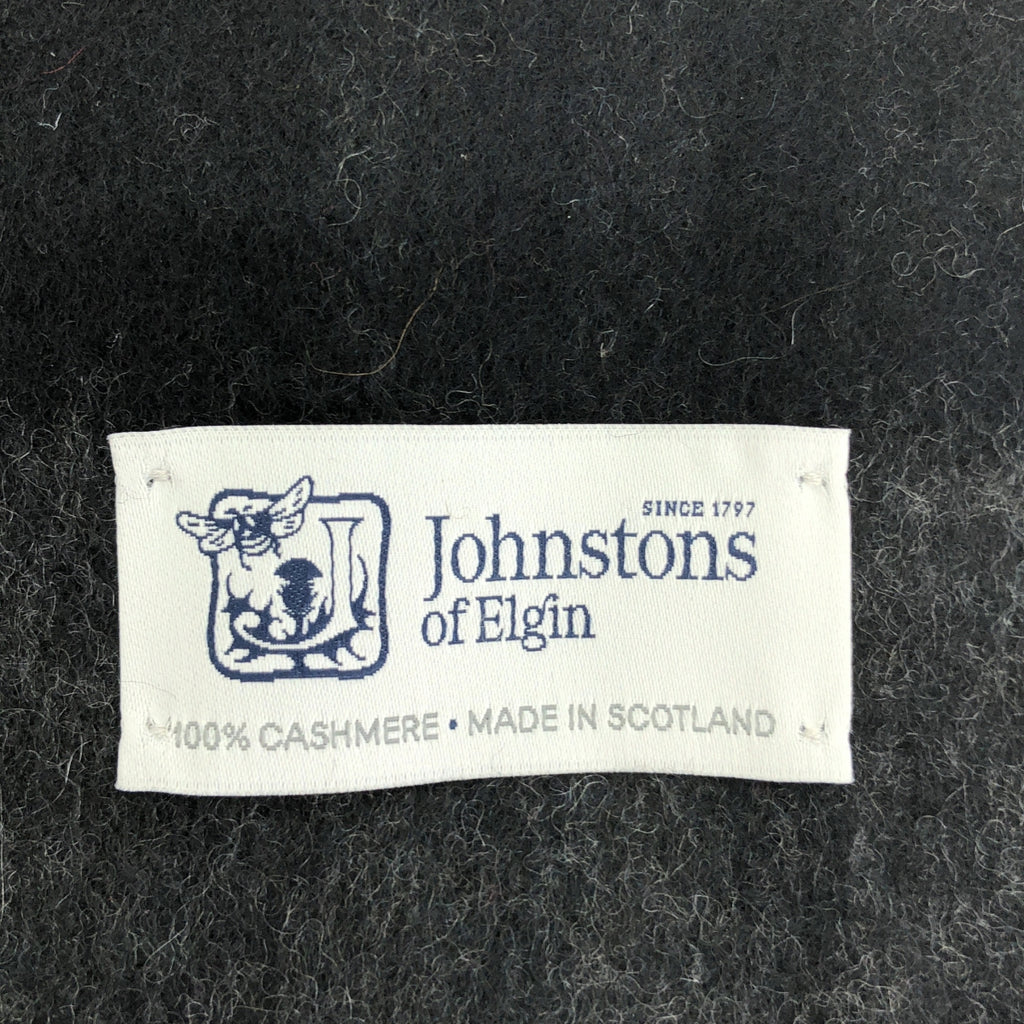 SINCE 1797
Johnstons
of Elgin
100% CASHMERE • MADE IN SCOTLAND